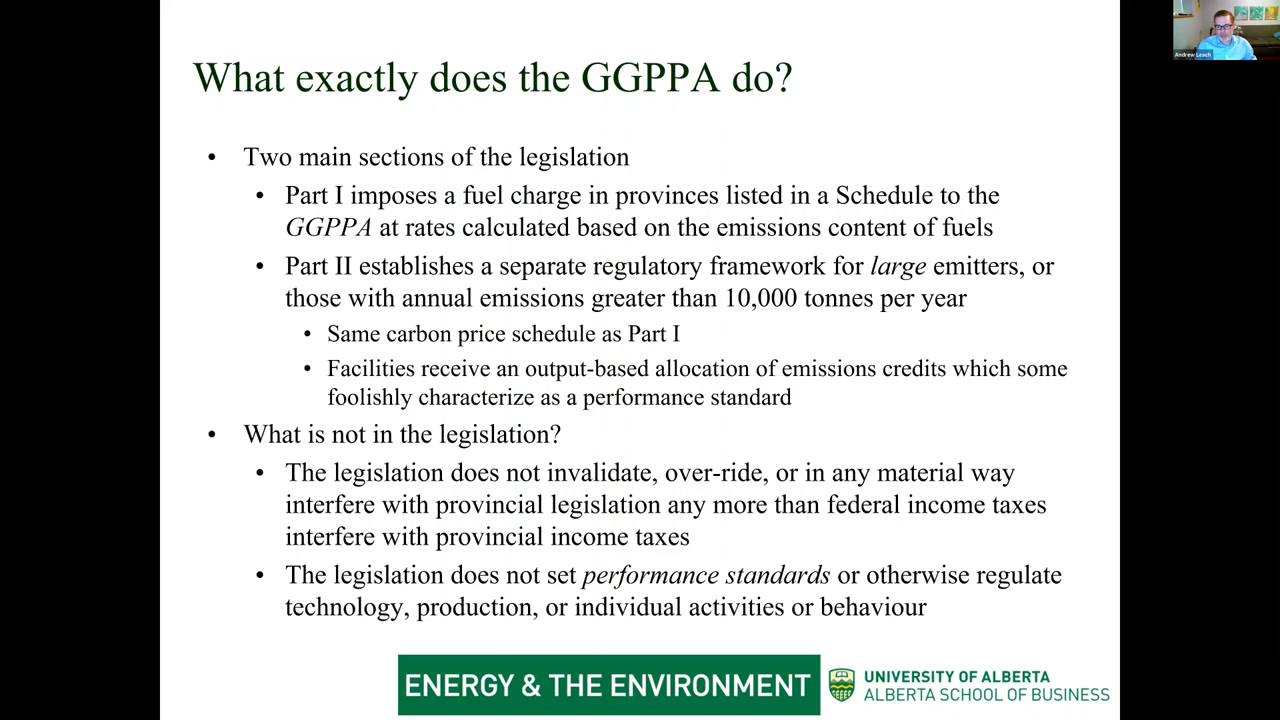 What exactly does the GGPPA do?
• Two main sections of the legislation
• Part I imposes a fuel charge in provinces listed in a Schedule to the
GGPPA at rates calculated based on the emissions content of fuels
• Part II establishes a separate regulatory framework for large emitters, or
those with annual emissions greater than 10,000 tonnes per year
• Same carbon price schedule as Part I
• Facilities receive an output-based allocation of emissions credits which some
foolishly characterize as a performance standard
• What is not in the legislation?
• The legislation does not invalidate, over-ride, or in any material way
interfere with provincial legislation any more than federal income taxes
interfere with provincial income taxes
• The legislation does not set performance standards or otherwise regulate
technology, production, or individual activities or behaviour
ENERGY & THE ENVIRONMENT
UNIVERSITY OF ALBERTA
ALBERTA SCHOOL OF BUSINESS
Andrew Leach